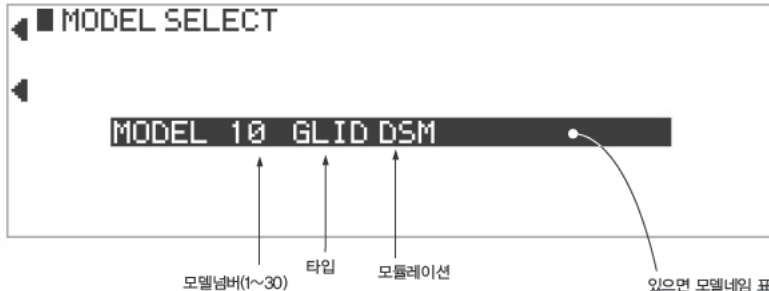 MODEL SELECT
MODEL 10 GLID DSM
모델넘버(1~30)
타입
모듈레이션
있으면 모델네임 표